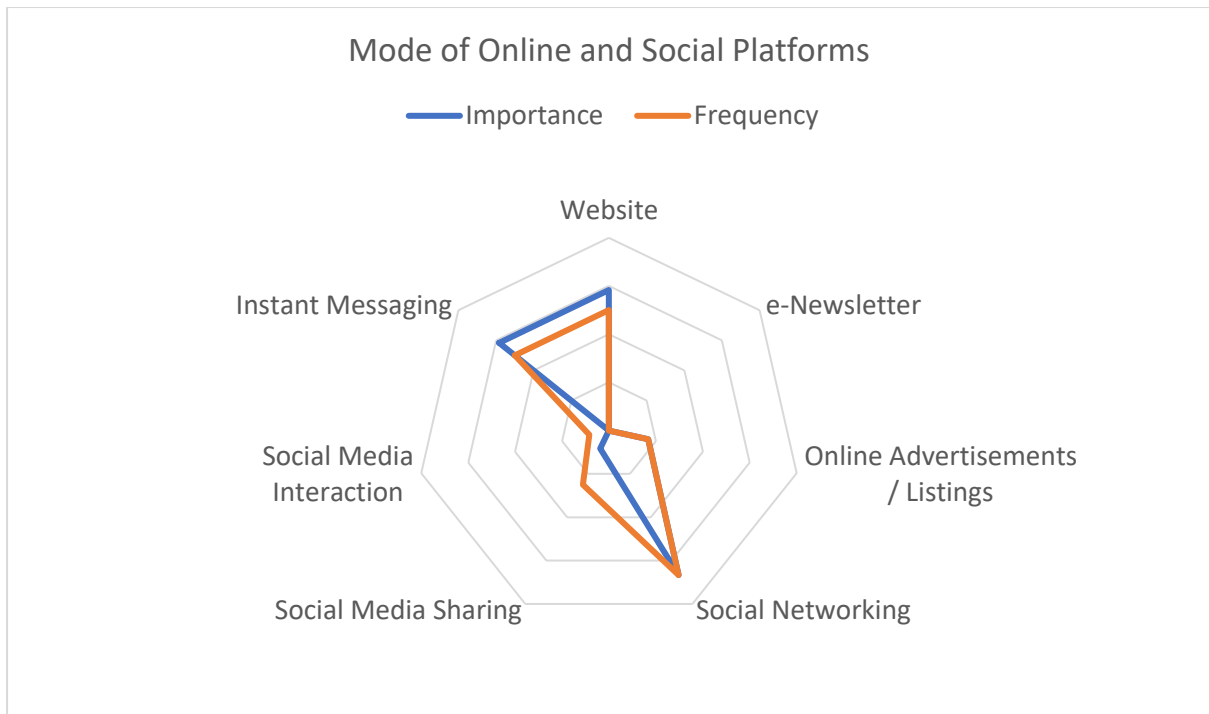 Mode of Online and Social Platforms
Importance
Frequency
Website
Instant Messaging
e-Newsletter
Social Media
Interaction
Online Advertisements
/ Listings
Social Media Sharing
Social Networking